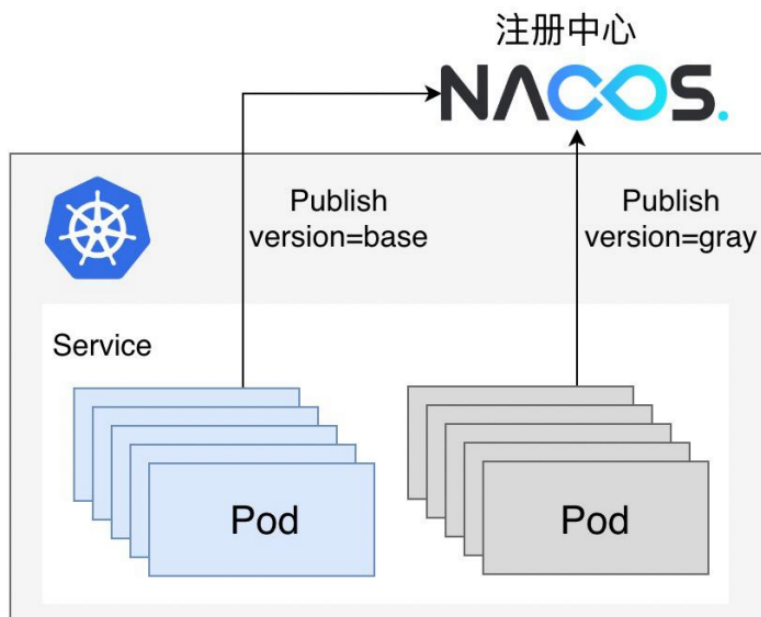 注册中心
NACOS.
Publish
version=base
Publish
version=gray
Service
Pod
Pod